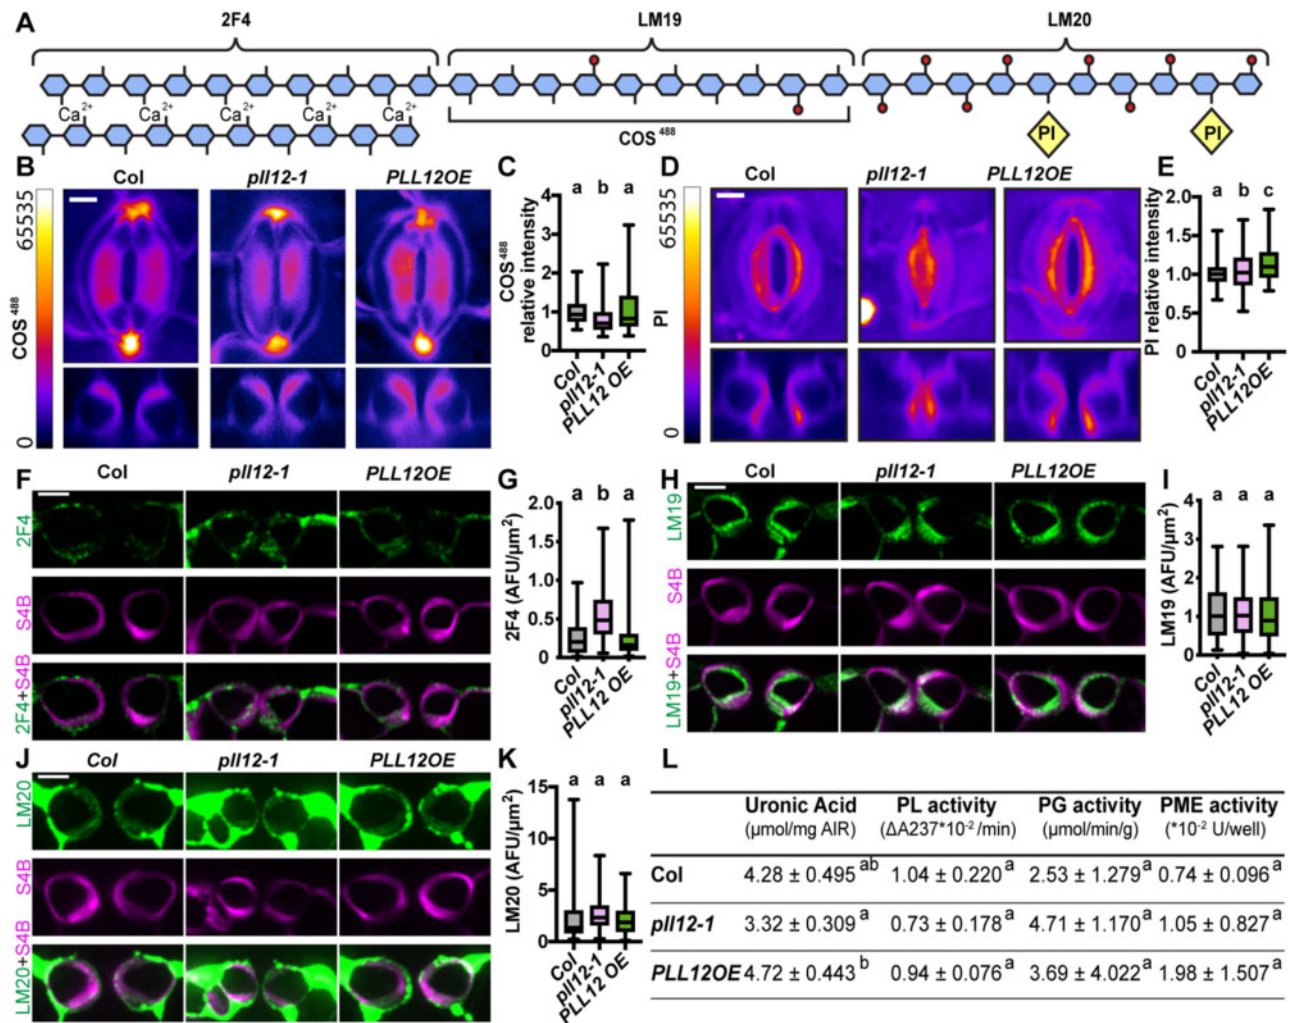 A
2F4
LM19
LM20
Ca2+ Ca2+ Ca2+ Ca2+ Ca2+
COS488
PI
PI
B
Col
pll12-1
PLL12OE
65535
COS488
0
C
4
3
2
1
0
COS488
relative intensity
a b a
Col
pll12-1
PLL12 OE
D
Col
pll12-1
PLL12OE
65535
PI
0
E
2.0
1.5
1.0
0.5
0
PI relative intensity
a b c
Col
pll12-1
PLL12OE
F
Col
pll12-1
PLL12OE
2F4
S4B
2F4+S4B
G
2.0
1.5
1.0
0.5
0
2F4 (AFU/µm²)
a b a
Col
pll12-1
PLL12 OE
H
Col
pll12-1
PLL12OE
LM19
S4B
LM19+S4B
I
4
3
2
1
0
LM19 (AFU/µm²)
a a a
Col
pll12-1
PLL12 OE
J
Col
pll12-1
PLL12OE
LM20
S4B
LM20+S4B
K
15
10
5
0
LM20 (AFU/µm²)
a a a
Col
pll12-1
PLL12 OE
L
Uronic Acid PL activity PG activity PME activity
(µmol/mg AIR) (ΔA237*10-2 /min) (µmol/min/g) (*10-2 U/well)
Col 4.28 ± 0.495 ab 1.04 ± 0.220 a 2.53 ± 1.279 a 0.74 ± 0.096 a
pll12-1 3.32 ± 0.309 a 0.73 ± 0.178 a 4.71 ± 1.170 a 1.05 ± 0.827 a
PLL12OE 4.72 ± 0.443 b 0.94 ± 0.076 a 3.69 ± 4.022 a 1.98 ± 1.507 a